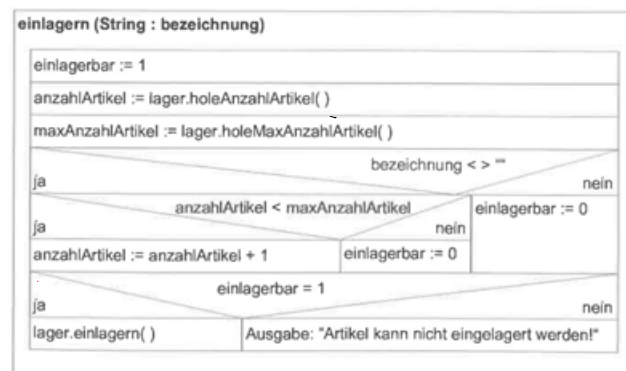 einlagern (String : bezeichnung)
einlagerbar := 1
anzahlArtikel := lager.holeAnzahlArtikel( )
maxAnzahlArtikel := lager.holeMaxAnzahlArtikel( )
bezeichnung < > ""
ja nein
anzahlArtikel < maxAnzahlArtikel einlagerbar := 0
ja nein
anzahlArtikel := anzahlArtikel + 1 einlagerbar := 0
einlagerbar = 1
ja nein
lager.einlagern( ) Ausgabe: "Artikel kann nicht eingelagert werden!"